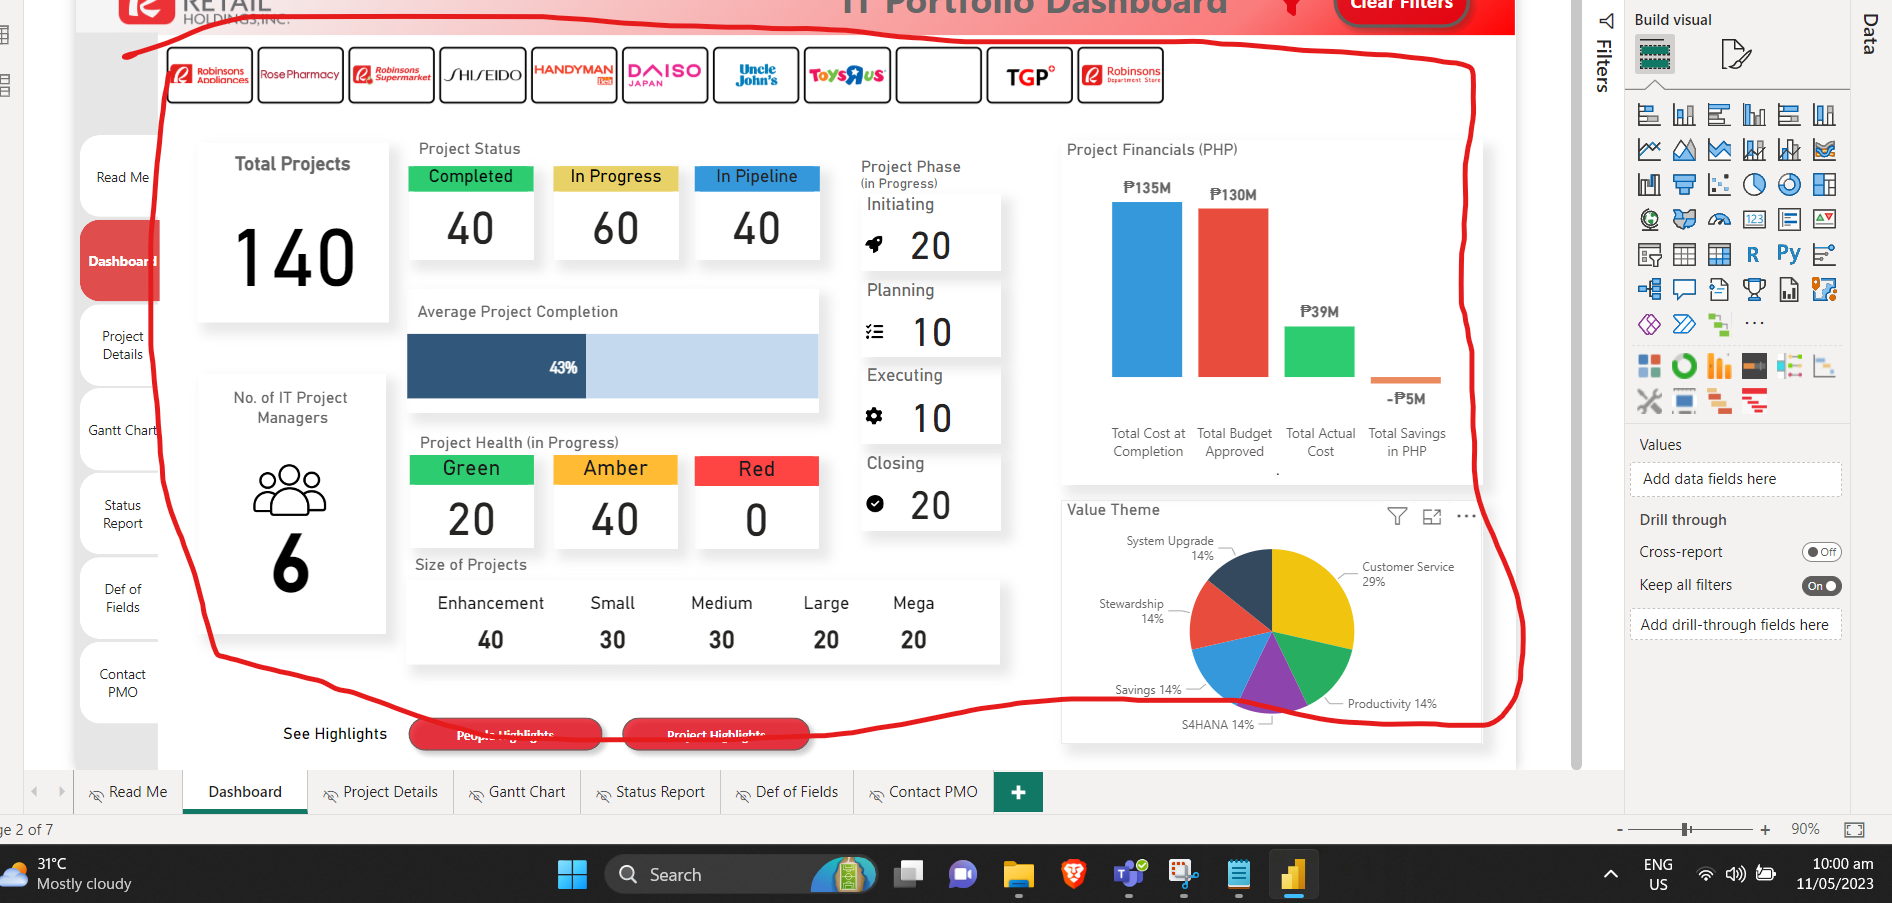 RETAIL
HOLDINGS, INC.
IT Portfolio Dashboard
Clear Filters
Robinsons
Appliances
Rose Pharmacy
Robinsons
Supermarket
SHISEIDO
HANDYMAN
DAISO
JAPAN
Uncle
John's
ToysRus
TGP
Robinsons
Department Store
Read Me
Dashboard
Project
Details
Gantt Chart
Status
Report
Def of
Fields
Contact
PMO
Total Projects
140
No. of IT Project
Managers
6
Project Status
Completed
40
In Progress
60
In Pipeline
40
Average Project Completion
43%
Project Health (in Progress)
Green
20
Amber
40
Red
0
Size of Projects
Enhancement Small Medium Large Mega
40 30 30 20 20
Project Phase
(in Progress)
Initiating
20
Planning
10
Executing
10
Closing
20
Project Financials (PHP)
₱135M
₱130M
₱39M
-₱5M
Total Cost at
Completion
Total Budget
Approved
Total Actual
Cost
Total Savings
in PHP
Value Theme
System Upgrade
14%
Customer Service
29%
Stewardship
14%
Savings 14%
Productivity 14%
S4HANA 14%
See Highlights
People Highlights
Project Highlights
Filters
Build visual
Data
123
R
Py
Values
Add data fields here
Drill through
Cross-report
Off
Keep all filters
On
Add drill-through fields here
Read Me
Dashboard
Project Details
Gantt Chart
Status Report
Def of Fields
Contact PMO
ge 2 of 7
90%
31°C
Mostly cloudy
Search
ENG
US
10:00 am
11/05/2023